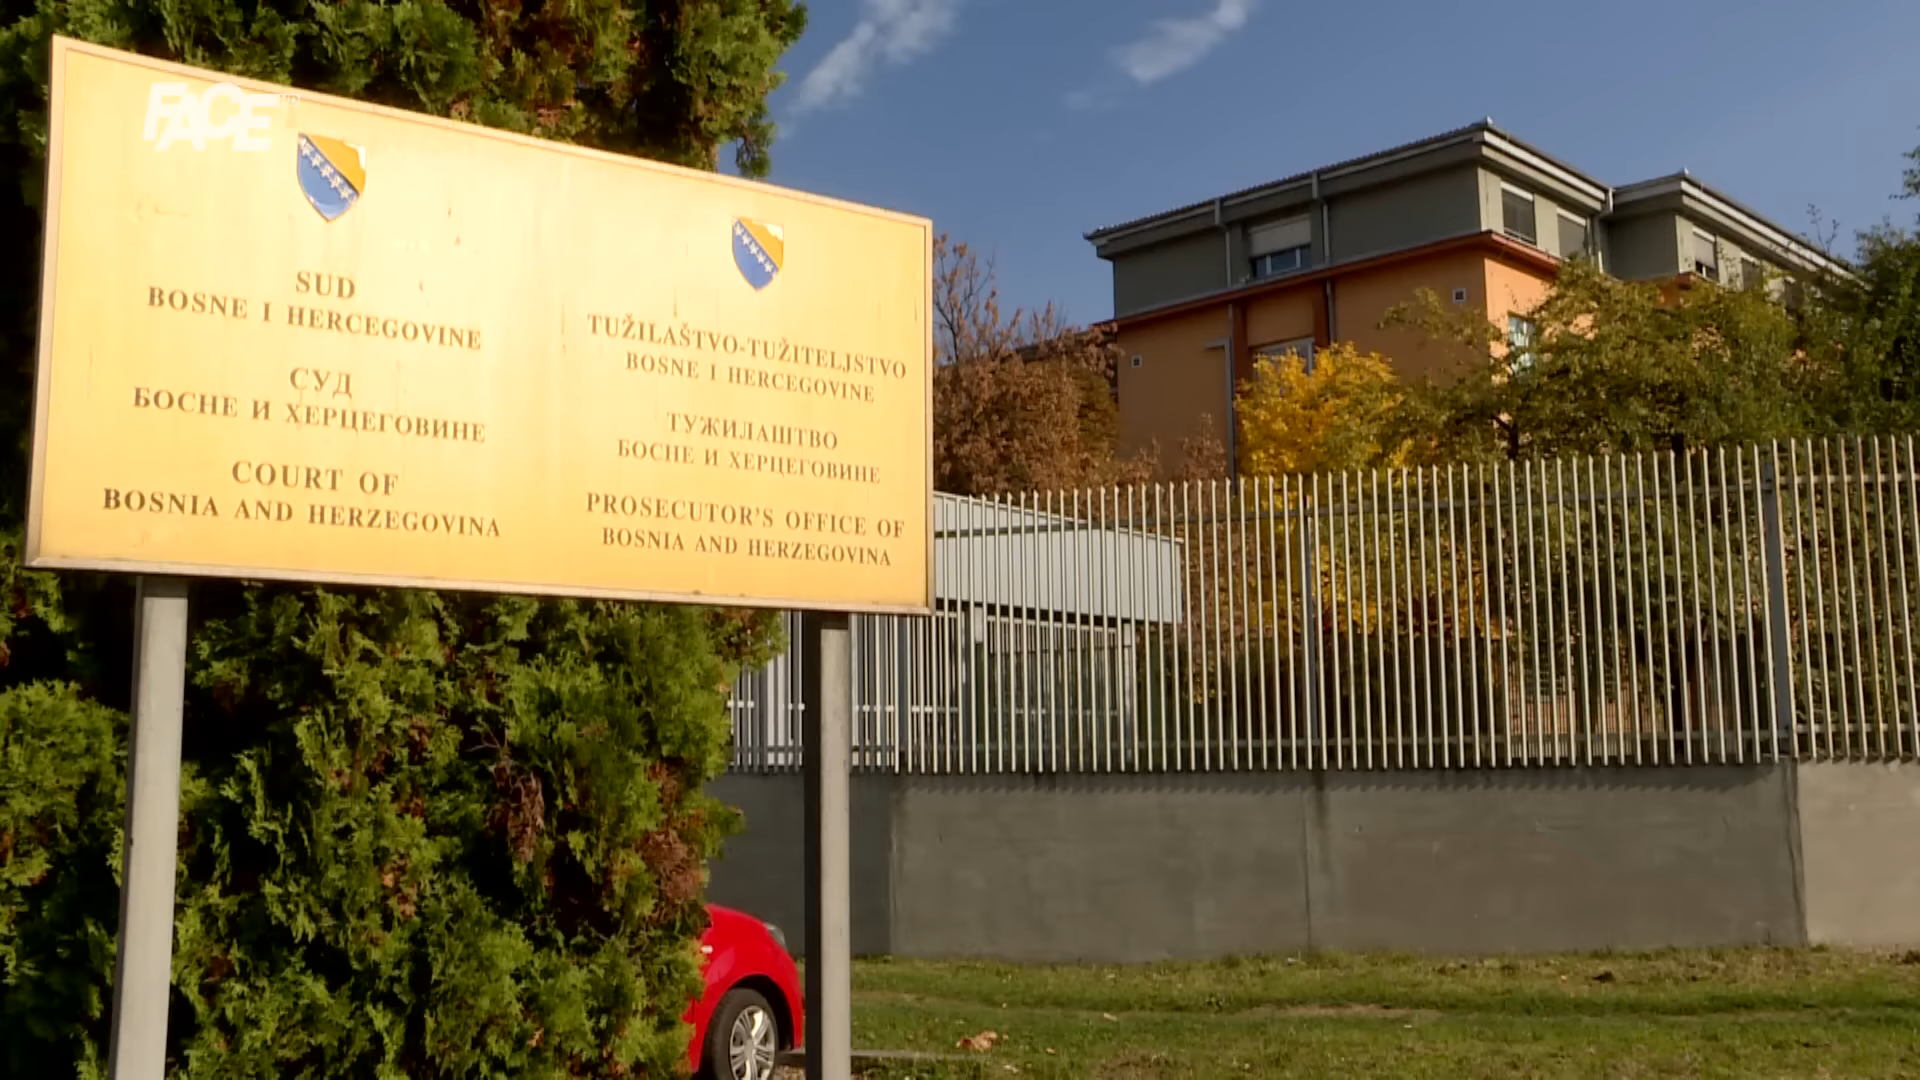 FACE
SUD
BOSNE I HERCEGOVINE
СУД
БОСНЕ И ХЕРЦЕГОВИНЕ
COURT OF
BOSNIA AND HERZEGOVINA
TUŽILAŠTVO-TUŽITELJSTVO
BOSNE I HERCEGOVINE
ТУЖИЛАШТВО
БОСНЕ И ХЕРЦЕГОВИНЕ
PROSECUTOR'S OFFICE OF
BOSNIA AND HERZEGOVINA